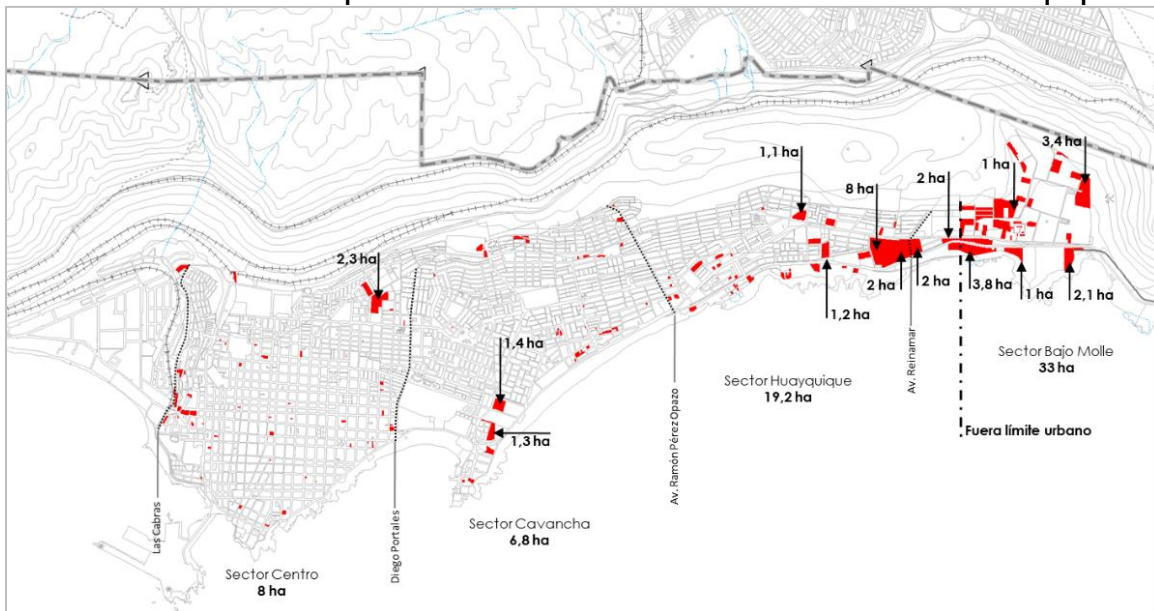 3,4 ha
1,1 ha
1 ha
2 ha
8 ha
2,3 ha
2 ha
2 ha
3,8 ha
1 ha
2,1 ha
1,2 ha
1,4 ha
1,3 ha
Sector Bajo Molle
33 ha
Sector Huayquique
19,2 ha
Av. Reinamar
Fuera límite urbano
Av. Ramón Pérez Opazo
Sector Cavancha
6,8 ha
Las Cabras
Diego Portales
Sector Centro
8 ha